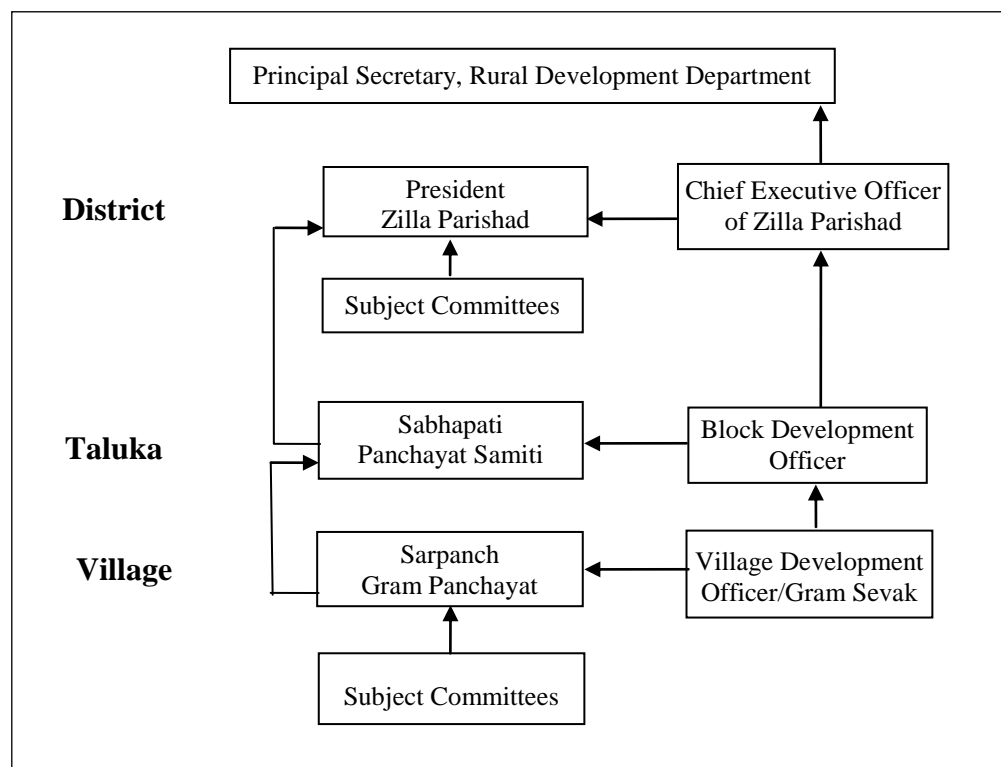 Principal Secretary, Rural Development Department
District
President
Zilla Parishad
Chief Executive Officer
of Zilla Parishad
Subject Committees
Taluka
Sabhapati
Panchayat Samiti
Block Development
Officer
Village
Sarpanch
Gram Panchayat
Village Development
Officer/Gram Sevak
Subject Committees